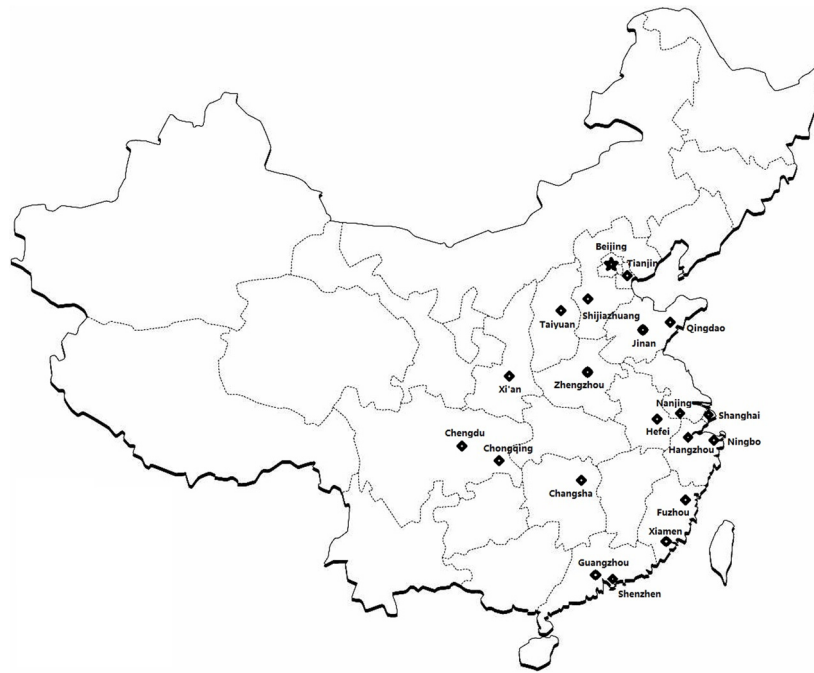 Beijing
Tianjin
Shijiazhuang
Taiyuan
Qingdao
Jinan
Zhengzhou
Xi'an
Nanjing
Shanghai
Hefei
Ningbo
Hangzhou
Chengdu
Chongqing
Changsha
Fuzhou
Xiamen
Guangzhou
Shenzhen